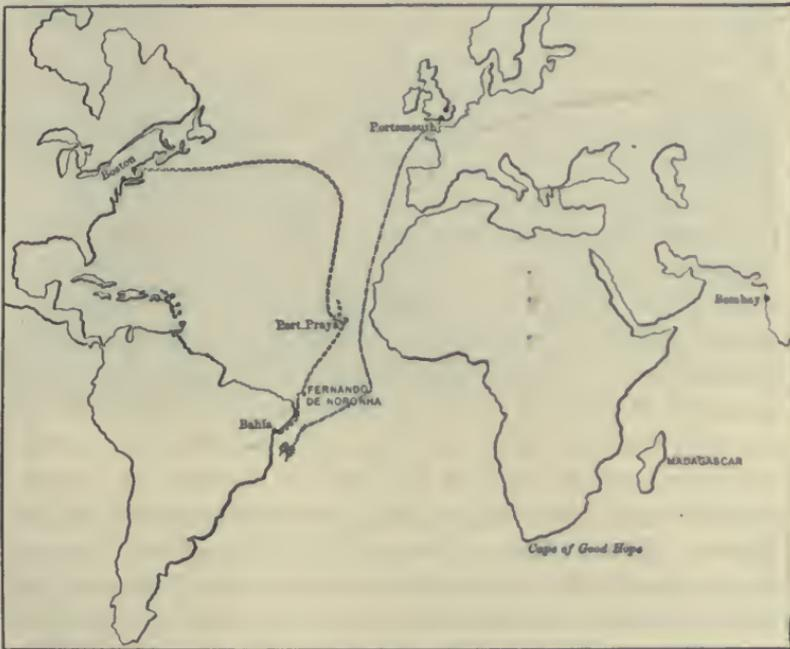 Portsmouth
Boston
Bombay
Port Praya
FERNANDO
DE NORONHA
Bahia
MADAGASCAR
Cape of Good Hope